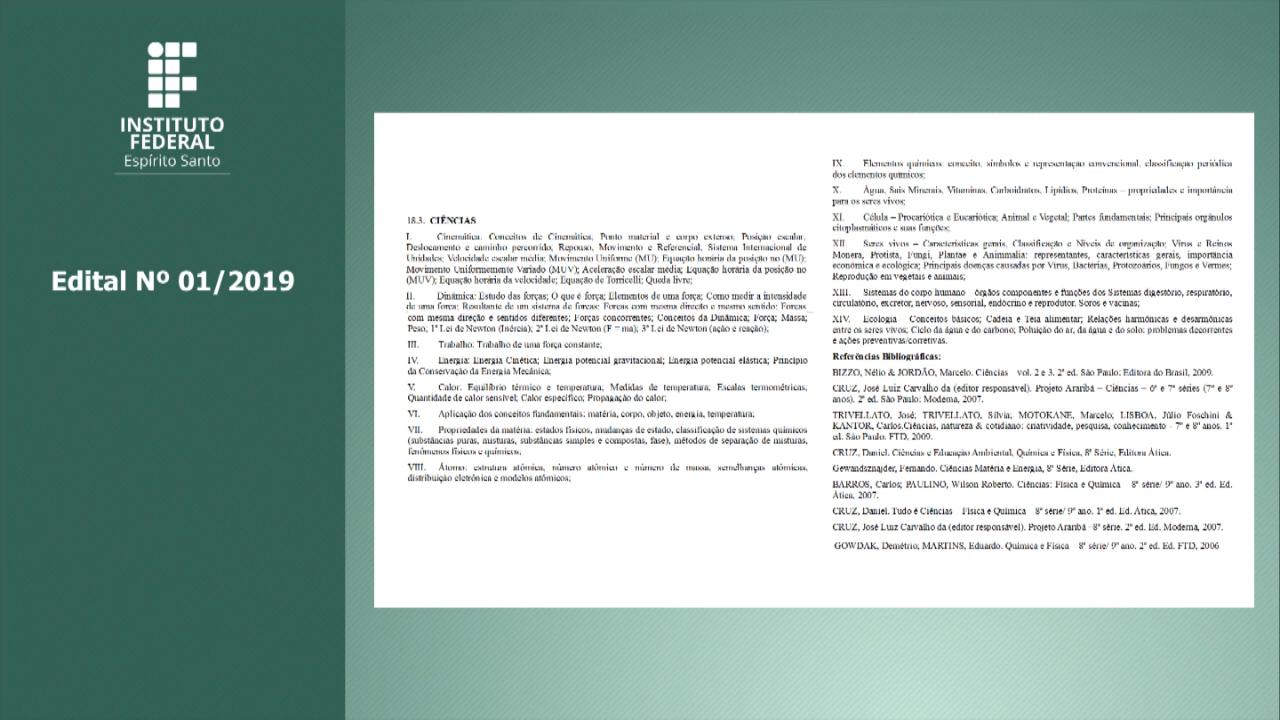 INSTITUTO
FEDERAL
Espírito Santo
Edital Nº 01/2019
18.3. CIÊNCIAS
I. Cinemática: Conceitos de Cinemática, Ponto material e corpo extenso, Posição escalar,
Deslocamento e caminho percorrido, Repouso, Movimento e Referencial, Sistema Internacional de
Unidades; Velocidade escalar média; Movimento Uniforme (MU); Equação horária da posição no (MU);
Movimento Uniformemente Variado (MUV); Aceleração escalar média; Equação horária da posição no
(MUV); Equação horária da velocidade; Equação de Torricelli; Queda livre;
II. Dinâmica: Estudo das forças; O que é força; Elementos de uma força; Como medir a intensidade
de uma força; Resultante de um sistema de forças; Forças com mesma direção e mesmo sentido; Forças
com mesma direção e sentidos diferentes; Forças concorrentes; Conceitos da Dinâmica; Força; Massa;
Peso; 1ª Lei de Newton (Inércia); 2ª Lei de Newton (F = ma); 3ª Lei de Newton (ação e reação);
III. Trabalho: Trabalho de uma força constante;
IV. Energia: Energia Cinética; Energia potencial gravitacional; Energia potencial elástica; Princípio
da Conservação da Energia Mecânica;
V. Calor: Equilíbrio térmico e temperatura; Medidas de temperatura; Escalas termométricas;
Quantidade de calor sensível; Calor específico; Propagação do calor;
VI. Aplicação dos conceitos fundamentais: matéria, corpo, objeto, energia, temperatura;
VII. Propriedades da matéria: estados físicos, mudanças de estado, classificação de sistemas químicos
(substâncias puras, misturas, substâncias simples e compostas, fase), métodos de separação de misturas,
fenômenos físicos e químicos;
VIII. Átomo: estrutura atômica, número atômico e número de massa, semelhanças atômicas,
distribuição eletrônica e modelos atômicos;
IX. Elementos químicos: conceito, símbolos e representação convencional, classificação periódica
dos elementos químicos;
X. Água, Sais Minerais, Vitaminas, Carboidratos, Lipídios, Proteínas – propriedades e importância
para os seres vivos;
XI. Célula – Procariótica e Eucariótica; Animal e Vegetal; Partes fundamentais; Principais orgânulos
citoplasmáticos e suas funções;
XII. Seres vivos – Características gerais, Classificação e Níveis de organização; Vírus e Reinos
Monera, Protista, Fungi, Plantae e Animmalia: representantes, características gerais, importância
econômica e ecológica; Principais doenças causadas por Vírus, Bactérias, Protozoários, Fungos e Vermes;
Reprodução em vegetais e animais;
XIII. Sistemas do corpo humano – órgãos componentes e funções dos Sistemas digestório, respiratório,
circulatório, excretor, nervoso, sensorial, endócrino e reprodutor. Soros e vacinas;
XIV. Ecologia – Conceitos básicos; Cadeia e Teia alimentar; Relações harmônicas e desarmônicas
entre os seres vivos; Ciclo da água e do carbono; Poluição do ar, da água e do solo: problemas decorrentes
e ações preventivas/corretivas.
Referências Bibliográficas:
BIZZO, Nélio & JORDÃO, Marcelo. Ciências – vol. 2 e 3. 2ª ed. São Paulo: Editora do Brasil, 2009.
CRUZ, José Luiz Carvalho da (editor responsável). Projeto Araribá – Ciências – 6ª e 7ª séries (7º e 8º
anos). 2ª ed. São Paulo: Moderna, 2007.
TRIVELLATO, José; TRIVELLATO, Sílvia; MOTOKANE, Marcelo; LISBOA, Júlio Foschini &
KANTOR, Carlos.Ciências, natureza & cotidiano: criatividade, pesquisa, conhecimento - 7º e 8º anos. 1ª
ed. São Paulo. FTD, 2009.
CRUZ, Daniel. Ciências e Educação Ambiental, Química e Física, 8ª Série, Editora Ática.
Gewandsznajder, Fernando. Ciências Matéria e Energia, 8ª Série, Editora Ática.
BARROS, Carlos; PAULINO, Wilson Roberto. Ciências: Física e Química – 8ª série/ 9º ano. 3ª ed. Ed.
Ática, 2007.
CRUZ, Daniel. Tudo é Ciências – Física e Química – 8ª série/ 9º ano. 1ª ed. Ed. Ática, 2007.
CRUZ, José Luiz Carvalho da (editor responsável). Projeto Araribá –8ª série. 2ª ed. Ed. Moderna, 2007.
GOWDAK, Demétrio; MARTINS, Eduardo. Química e Física – 8ª série/ 9º ano. 2ª ed. Ed. FTD, 2006